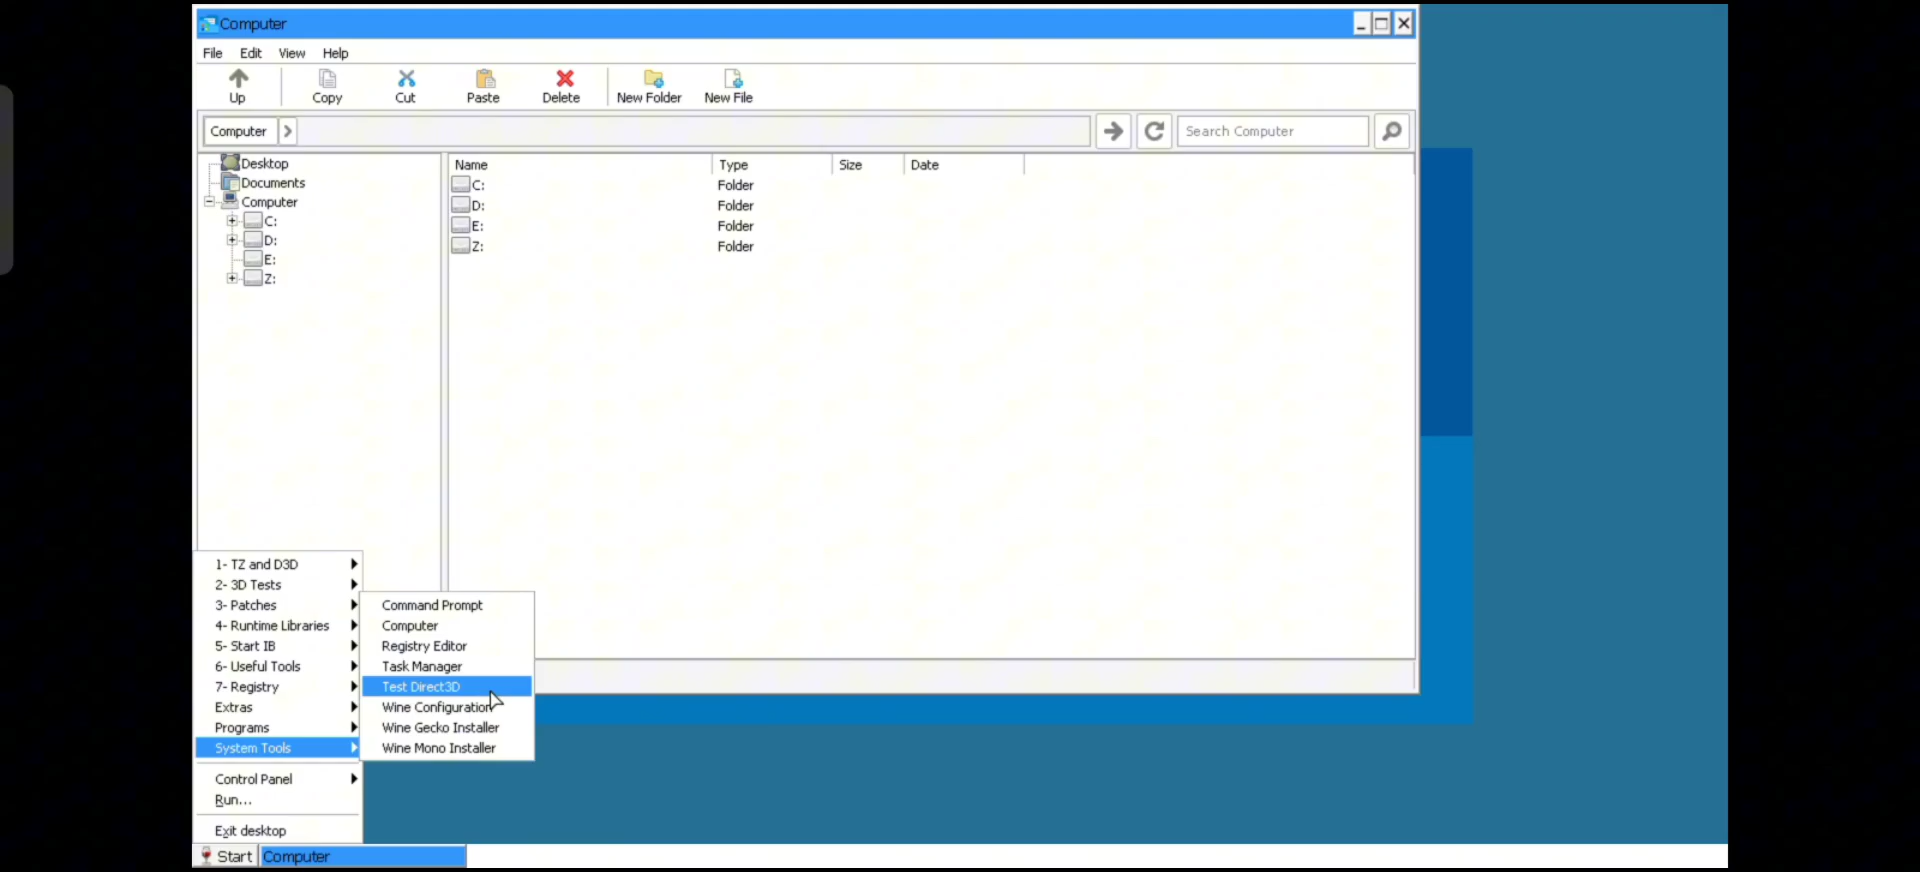 Computer
File Edit View Help
Up Copy Cut Paste Delete New Folder New File
Computer Search Computer
Desktop
Documents
Computer
C:
D:
E:
Z:
Name Type Size Date
C: Folder
D: Folder
E: Folder
Z: Folder
1- TZ and D3D
2- 3D Tests
3- Patches
4- Runtime Libraries
5- Start IB
6- Useful Tools
7- Registry
Extras
Programs
System Tools
Control Panel
Run...
Exit desktop
Command Prompt
Computer
Registry Editor
Task Manager
Test Direct3D
Wine Configuration
Wine Gecko Installer
Wine Mono Installer
Start Computer